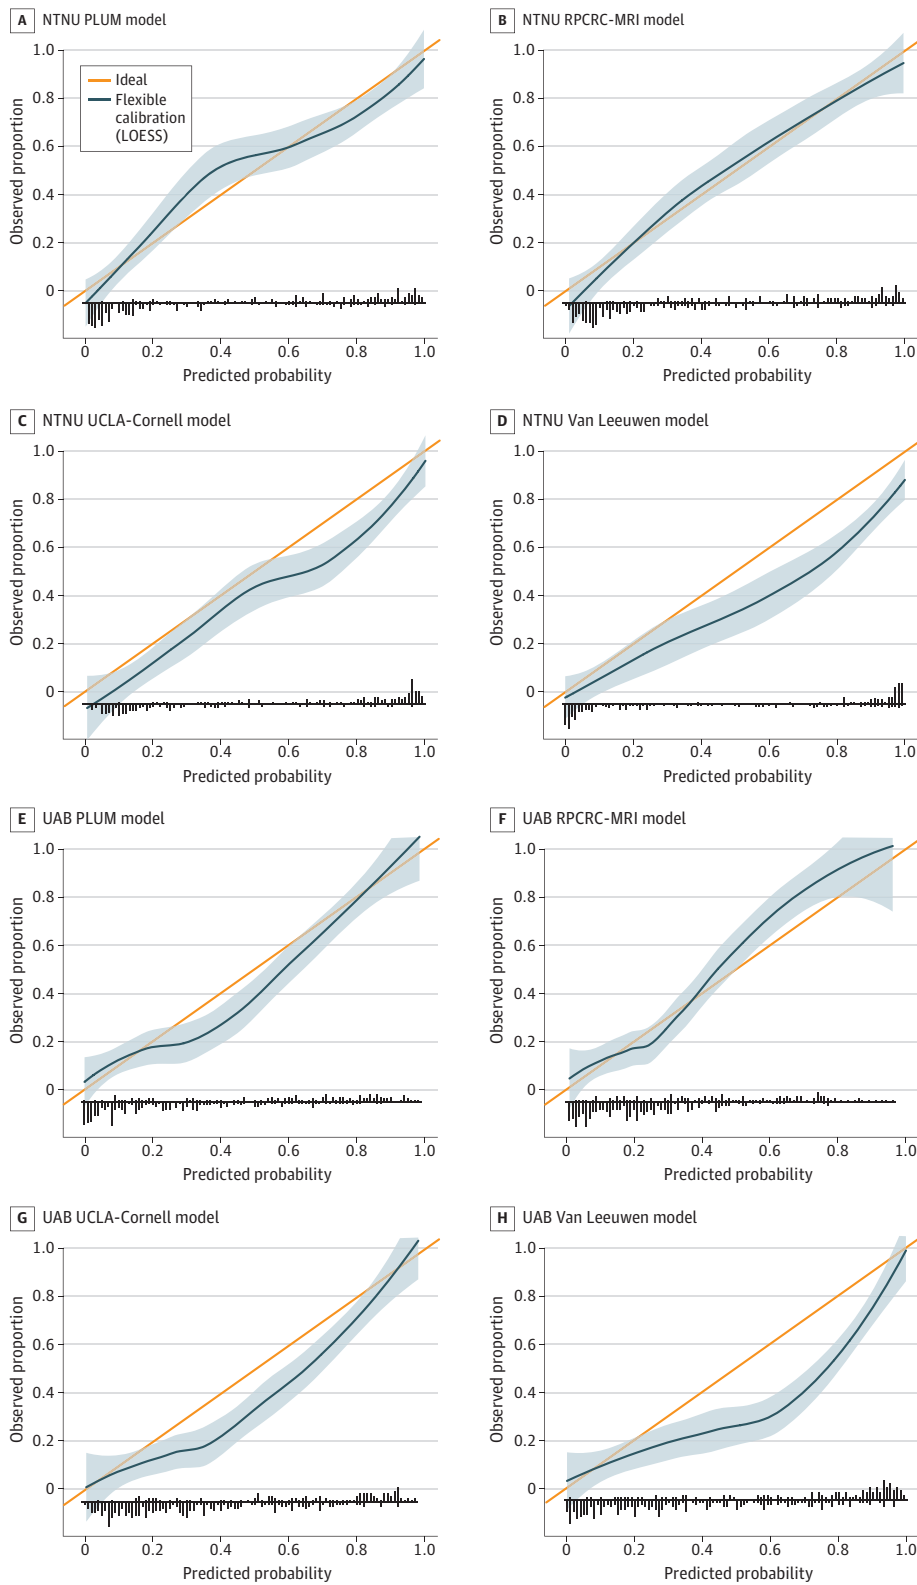 A NTNU PLUM model
Observed proportion
1.0
0.8
0.6
0.4
0.2
0
Ideal
Flexible
calibration
(LOESS)
0 0.2 0.4 0.6 0.8 1.0
Predicted probability
B NTNU RPCRC-MRI model
Observed proportion
1.0
0.8
0.6
0.4
0.2
0
0 0.2 0.4 0.6 0.8 1.0
Predicted probability
C NTNU UCLA-Cornell model
Observed proportion
1.0
0.8
0.6
0.4
0.2
0
0 0.2 0.4 0.6 0.8 1.0
Predicted probability
D NTNU Van Leeuwen model
Observed proportion
1.0
0.8
0.6
0.4
0.2
0
0 0.2 0.4 0.6 0.8 1.0
Predicted probability
E UAB PLUM model
Observed proportion
1.0
0.8
0.6
0.4
0.2
0
0 0.2 0.4 0.6 0.8 1.0
Predicted probability
F UAB RPCRC-MRI model
Observed proportion
1.0
0.8
0.6
0.4
0.2
0
0 0.2 0.4 0.6 0.8 1.0
Predicted probability
G UAB UCLA-Cornell model
Observed proportion
1.0
0.8
0.6
0.4
0.2
0
0 0.2 0.4 0.6 0.8 1.0
Predicted probability
H UAB Van Leeuwen model
Observed proportion
1.0
0.8
0.6
0.4
0.2
0
0 0.2 0.4 0.6 0.8 1.0
Predicted probability